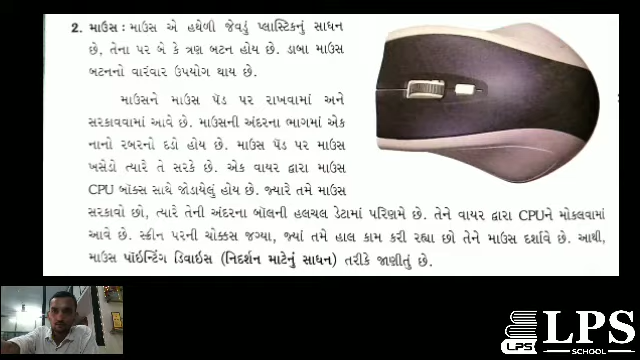 2. માઉસ : માઉસ એ હથેળી જેવડું પ્લાસ્ટિકનું સાધન
છે, તેના પર બે કે ત્રણ બટન હોય છે. ડાબા માઉસ
બટનનો વારંવાર ઉપયોગ થાય છે.
માઉસને માઉસ પૅડ પર રાખવામાં અને
સરકાવવામાં આવે છે. માઉસની અંદરના ભાગમાં એક
નાનો રબરનો દડો હોય છે. માઉસ પૅડ પર માઉસ
ખસેડો ત્યારે તે સરકે છે. એક વાયર દ્વારા માઉસ
CPU બૉક્સ સાથે જોડાયેલું હોય છે. જ્યારે તમે માઉસ
સરકાવો છો, ત્યારે તેની અંદરના બૉલની હલચલ ડેટામાં પરિણમે છે. તેને વાયર દ્વારા CPUને મોકલવામાં
આવે છે. સ્ક્રીન પરની ચોક્કસ જગ્યા, જ્યાં તમે હાલ કામ કરી રહ્યા છો તેને માઉસ દર્શાવે છે. આથી,
માઉસ પૉઇન્ટિંગ ડિવાઇસ (નિદર્શન માટેનું સાધન) તરીકે જાણીતું છે.
LPS
LPS
SCHOOL